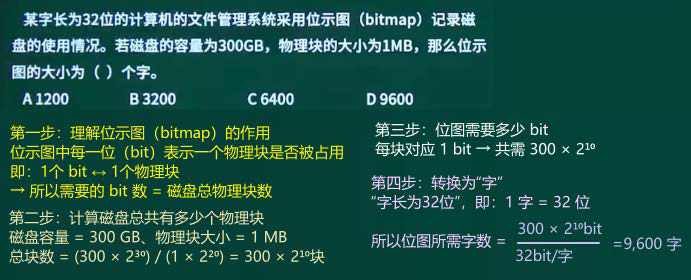 某字长为32位的计算机的文件管理系统采用位示图（bitmap）记录磁
盘的使用情况。若磁盘的容量为300GB，物理块的大小为1MB，那么位示
图的大小为（ ）个字。
A 1200 B 3200 C 6400 D 9600
第一步：理解位示图（bitmap）的作用
位示图中每一位（bit）表示一个物理块是否被占用
即：1个 bit ↔ 1个物理块
→ 所以需要的 bit 数 = 磁盘总物理块数
第二步：计算磁盘总共有多少个物理块
磁盘容量 = 300 GB、物理块大小 = 1 MB
总块数 = (300 × 2³⁰) / (1 × 2²⁰) = 300 × 2¹⁰块
第三步：位图需要多少 bit
每块对应 1 bit → 共需 300 × 2¹⁰
第四步：转换为“字”
“字长为32位”，即：1 字 = 32 位
所以位图所需字数 = 300 × 2¹⁰bit / 32bit/字 =9,600 字